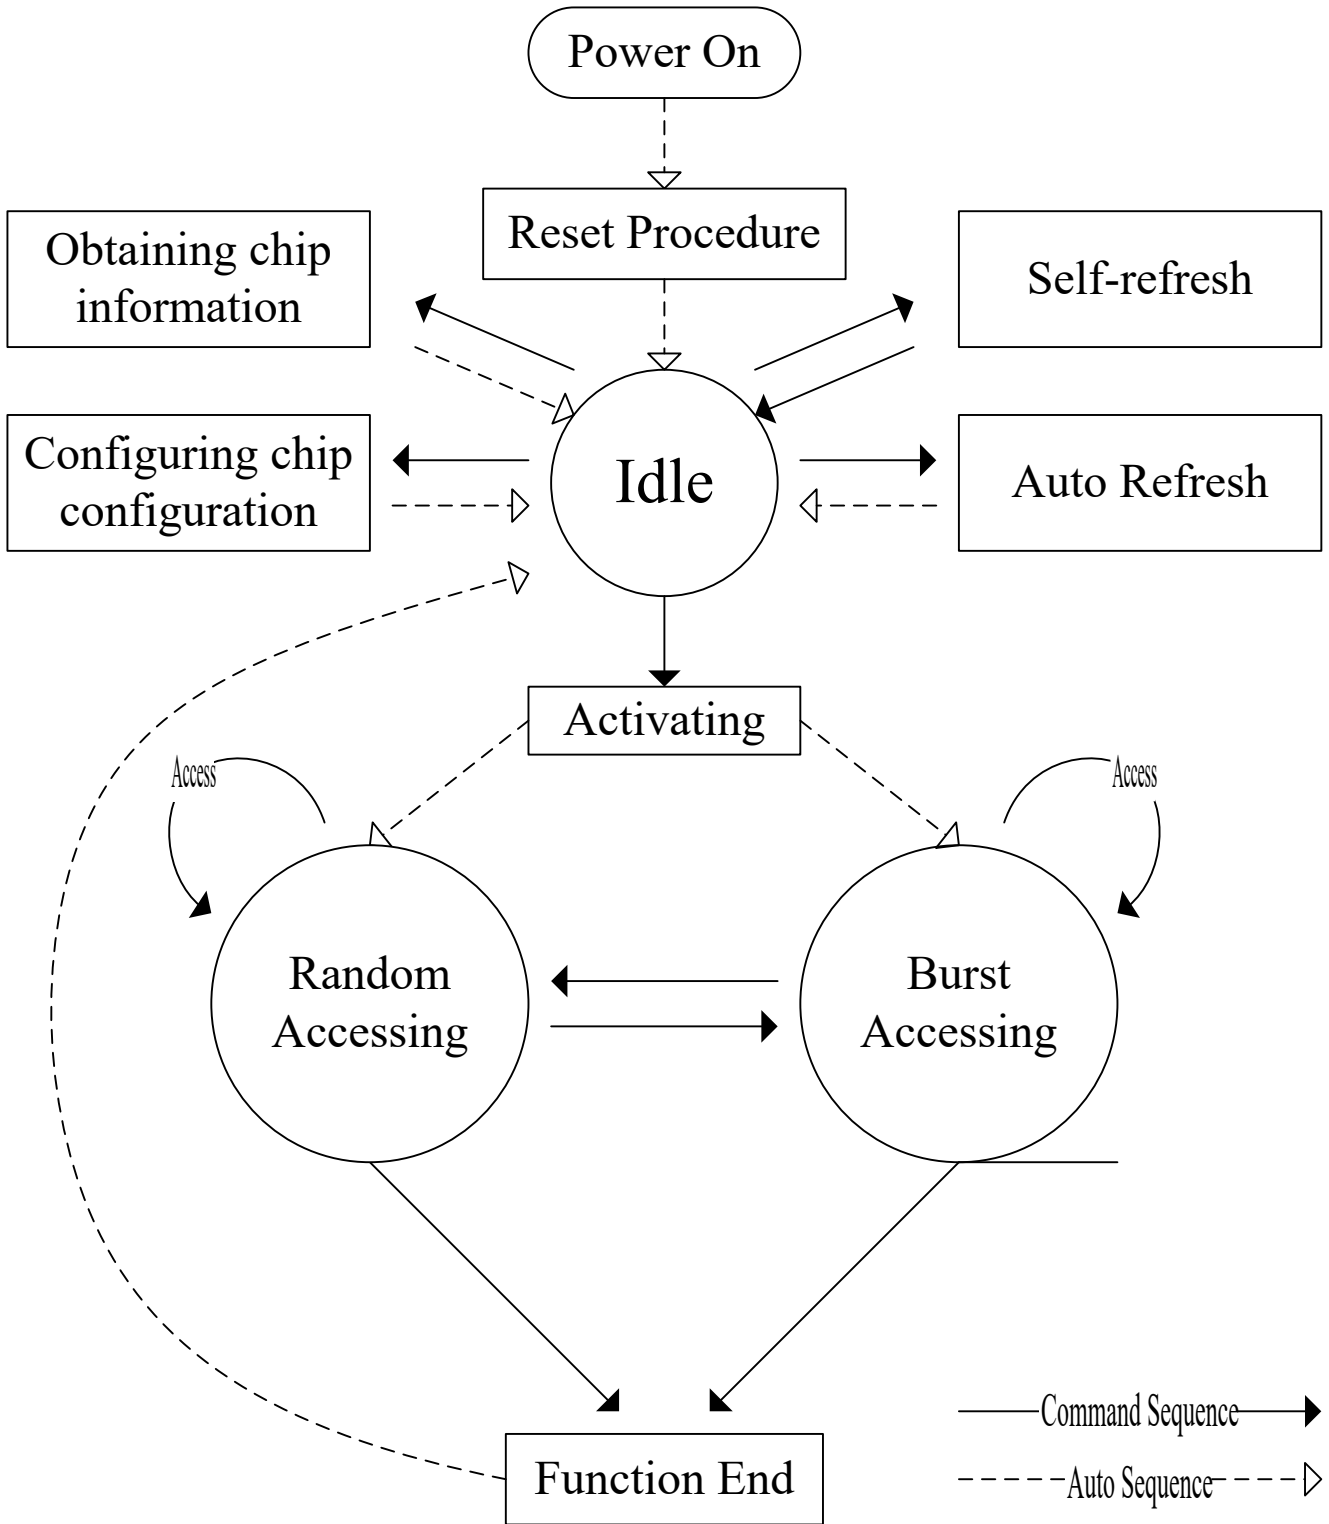 Power On
Reset Procedure
Obtaining chip
information
Self-refresh
Configuring chip
configuration
Idle
Auto Refresh
Activating
Access
Access
Random
Accessing
Burst
Accessing
Command Sequence
Function End
Auto Sequence